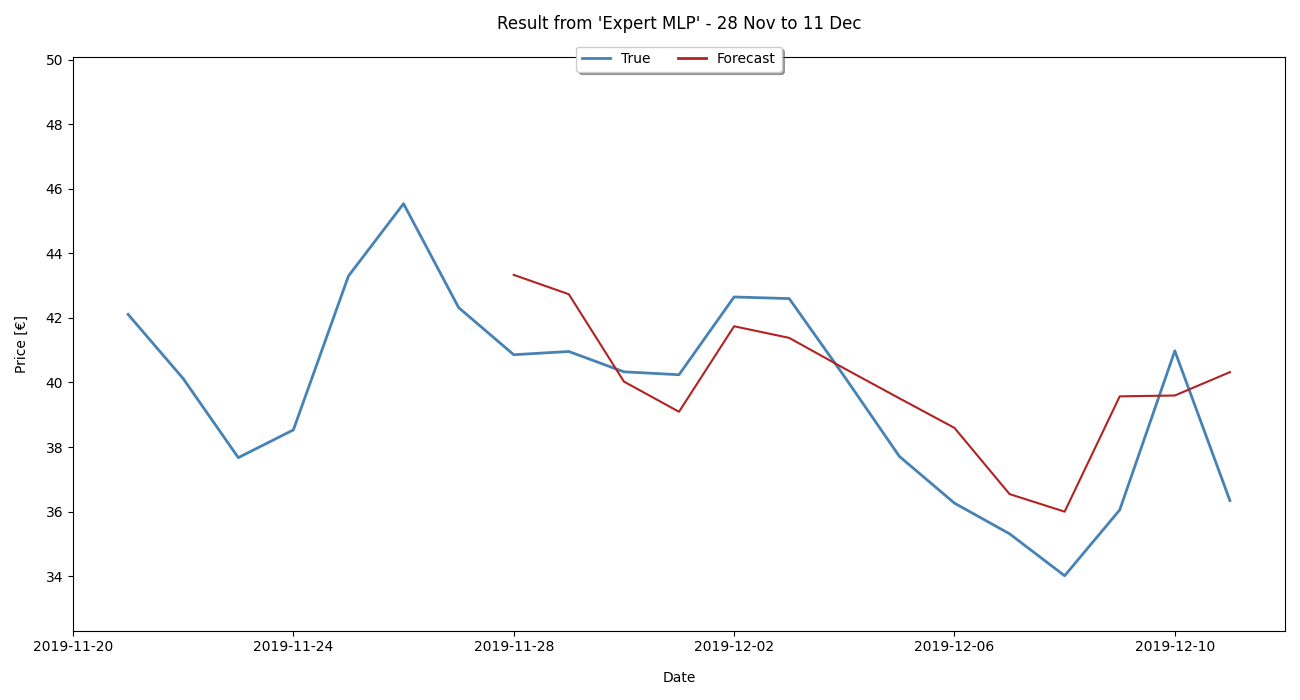 Result from 'Expert MLP' - 28 Nov to 11 Dec
True Forecast
50
48
46
44
42
40
38
36
34
Price [€]
2019-11-20 2019-11-24 2019-11-28 2019-12-02 2019-12-06 2019-12-10
Date